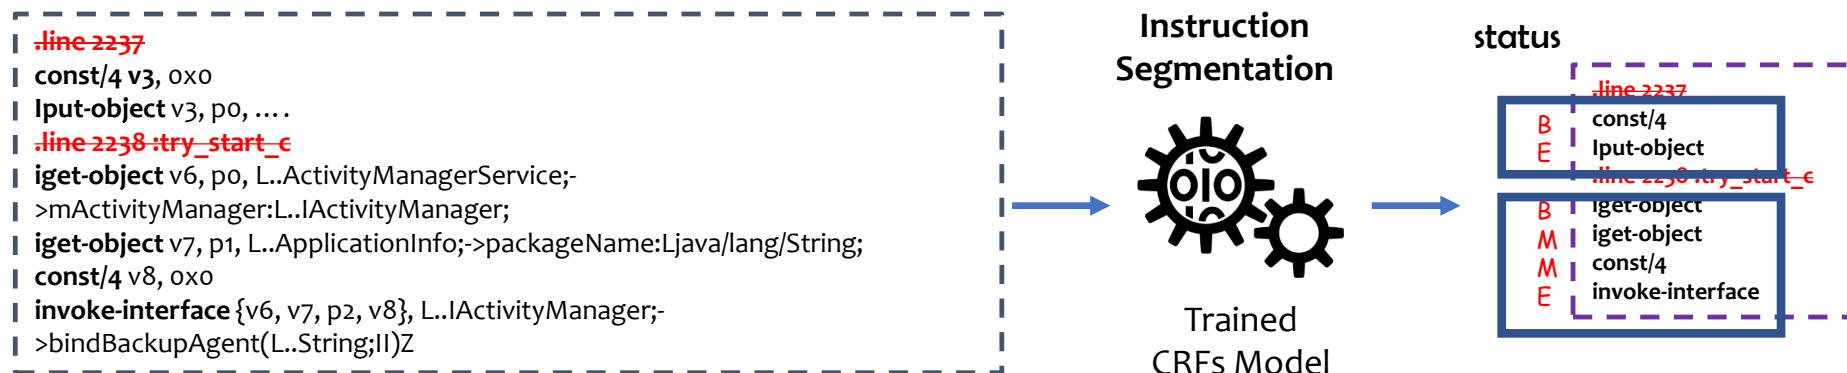 .line 2237
const/4 v3, 0x0
Iput-object v3, p0, ....
.line 2238 :try_start_c
iget-object v6, p0, L..ActivityManagerService;-
>mActivityManager:L..IActivityManager;
iget-object v7, p1, L..ApplicationInfo;->packageName:Ljava/lang/String;
const/4 v8, 0x0
invoke-interface {v6, v7, p2, v8}, L..IActivityManager;-
>bindBackupAgent(L..String;II)Z
Instruction
Segmentation
Trained
CRFs Model
status
.line 2237
B const/4
E Iput-object
.line 2238 :try_start_c
B iget-object
M iget-object
M const/4
E invoke-interface